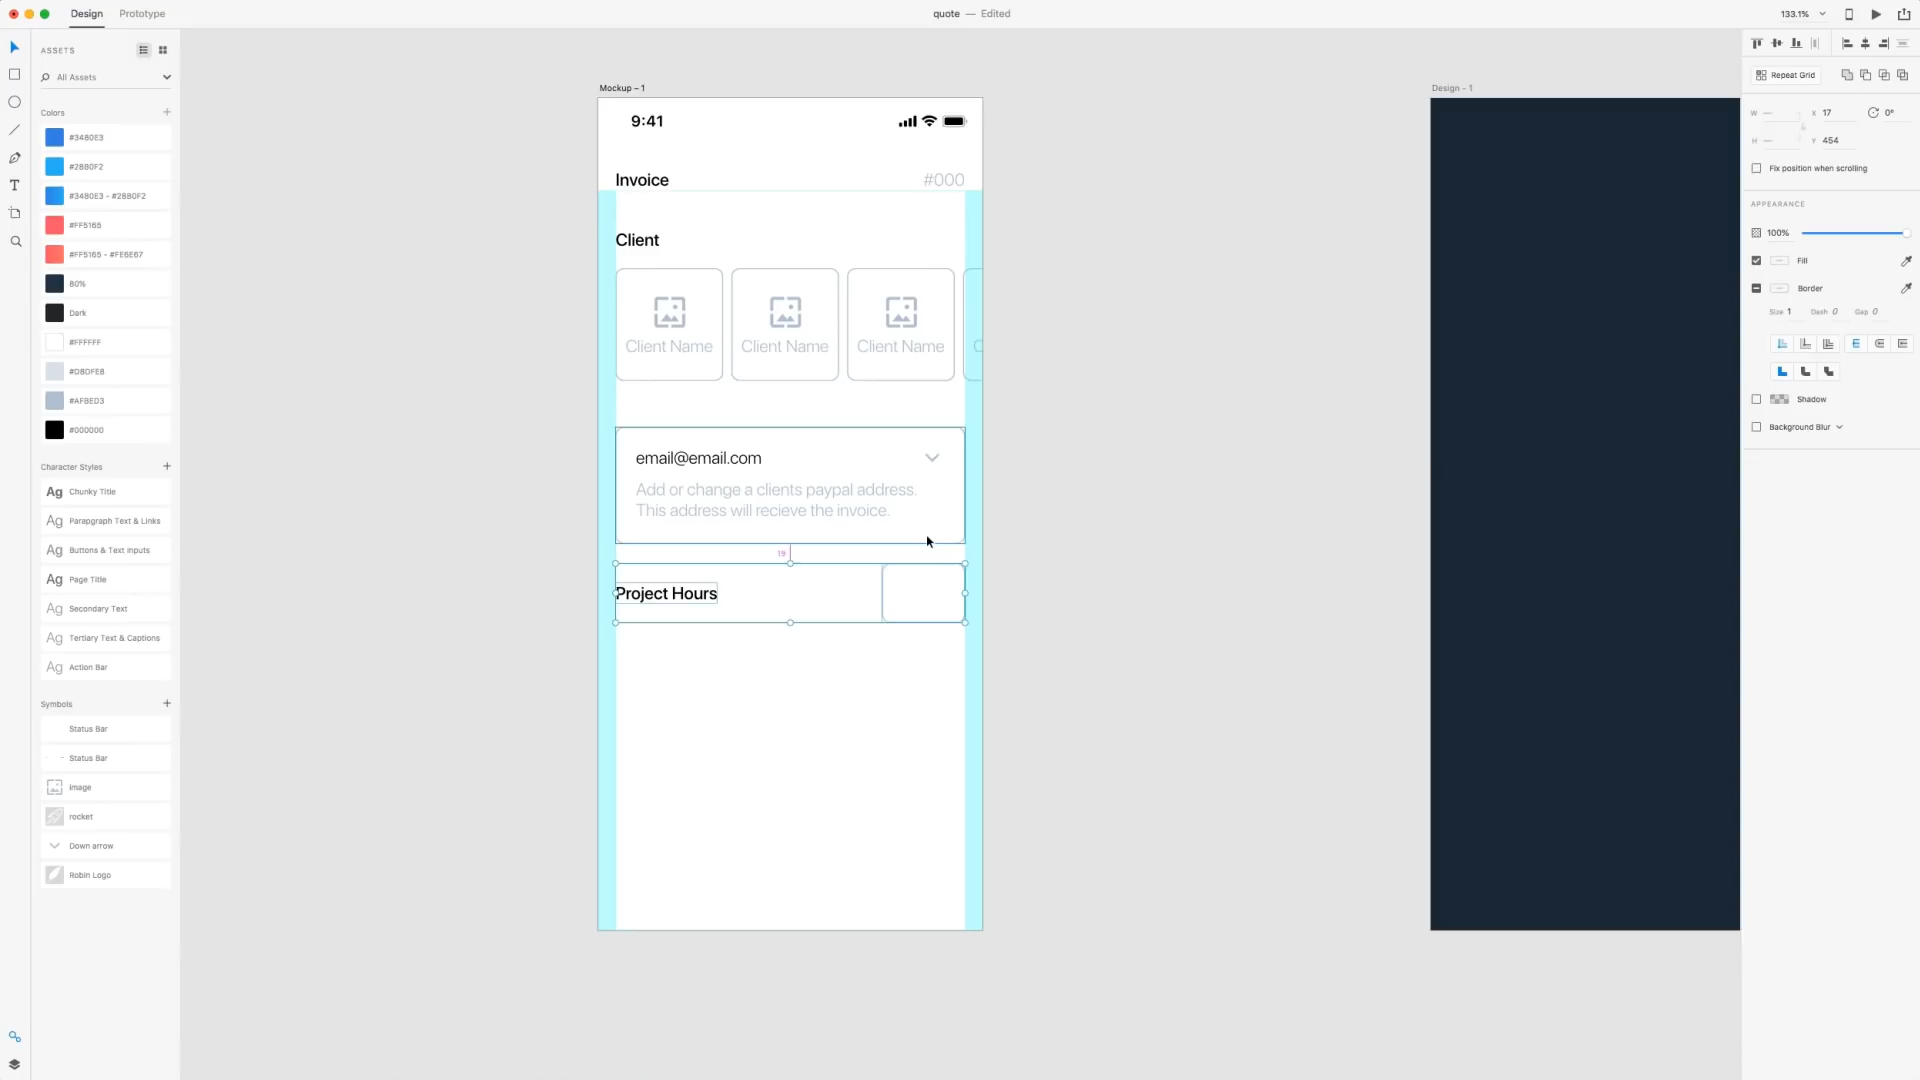 Design
Prototype
quote — Edited
133.1%
ASSETS
All Assets
Colors
#3480E3
#2BB0F2
#3480E3 - #2BB0F2
#FF5165
#FF5165 - #FE6E67
80%
Dark
#FFFFFF
#D8DFE8
#AFBED3
#000000
Character Styles
Ag Chunky Title
Ag Parapgraph Text & Links
Ag Buttons & Text inputs
Ag Page Title
Ag Secondary Text
Ag Tertiary Text & Captions
Ag Action Bar
Symbols
Status Bar
Status Bar
image
rocket
Down arrow
Robin Logo
Mockup – 1
9:41
Invoice
#000
Client
Client Name
Client Name
Client Name
C
email@email.com
Add or change a clients paypal address.
This address will recieve the invoice.
19
Project Hours
Design – 1
Repeat Grid
W —
X 17
0°
H —
Y 454
Fix position when scrolling
APPEARANCE
100%
Fill
Border
Size 1
Dash 0
Gap 0
Shadow
Background Blur